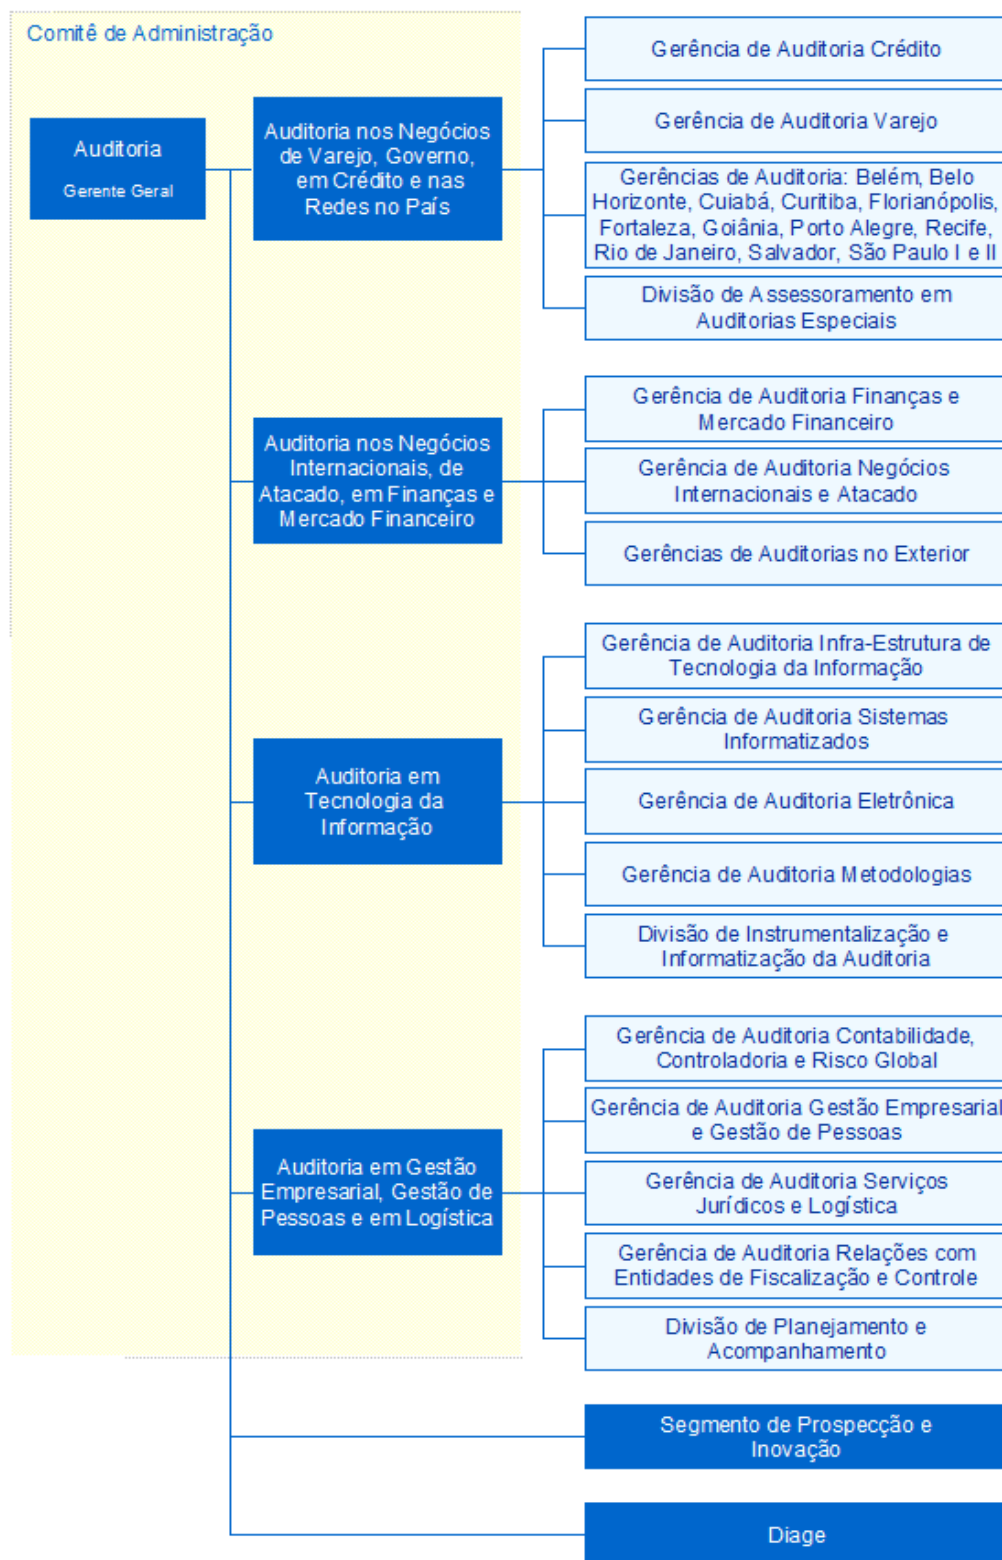 Comitê de Administração
Auditoria
Gerente Geral
Auditoria nos Negócios
de Varejo, Governo,
em Crédito e nas
Redes no País
Gerência de Auditoria Crédito
Gerência de Auditoria Varejo
Gerências de Auditoria: Belém, Belo
Horizonte, Cuiabá, Curitiba, Florianópolis,
Fortaleza, Goiânia, Porto Alegre, Recife,
Rio de Janeiro, Salvador, São Paulo I e II
Divisão de Assessoramento em
Auditorias Especiais
Auditoria nos Negócios
Internacionais, de
Atacado, em Finanças e
Mercado Financeiro
Gerência de Auditoria Finanças e
Mercado Financeiro
Gerência de Auditoria Negócios
Internacionais e Atacado
Gerências de Auditorias no Exterior
Auditoria em
Tecnologia da
Informação
Gerência de Auditoria Infra-Estrutura de
Tecnologia da Informação
Gerência de Auditoria Sistemas
Informatizados
Gerência de Auditoria Eletrônica
Gerência de Auditoria Metodologias
Divisão de Instrumentalização e
Informatização da Auditoria
Auditoria em Gestão
Empresarial, Gestão de
Pessoas e em Logística
Gerência de Auditoria Contabilidade,
Controladoria e Risco Global
Gerência de Auditoria Gestão Empresarial
e Gestão de Pessoas
Gerência de Auditoria Serviços
Jurídicos e Logística
Gerência de Auditoria Relações com
Entidades de Fiscalização e Controle
Divisão de Planejamento e
Acompanhamento
Segmento de Prospecção e
Inovação
Diage